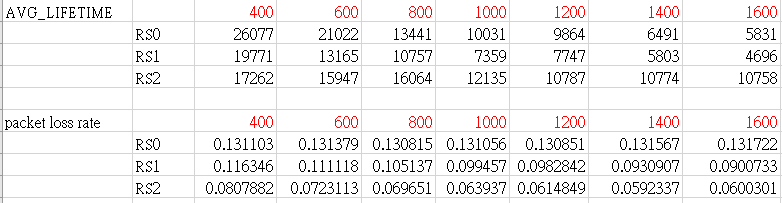 AVG_LIFETIME 400 600 800 1000 1200 1400 1600
RS0 26077 21022 13441 10031 9864 6491 5831
RS1 19771 13165 10757 7359 7747 5803 4696
RS2 17262 15947 16064 12135 10787 10774 10758
packet loss rate 400 600 800 1000 1200 1400 1600
RS0 0.131103 0.131379 0.130815 0.131056 0.130851 0.131567 0.131722
RS1 0.116346 0.111118 0.105137 0.099457 0.0982842 0.0930907 0.0900733
RS2 0.0807882 0.0723113 0.069651 0.063937 0.0614849 0.0592337 0.0600301